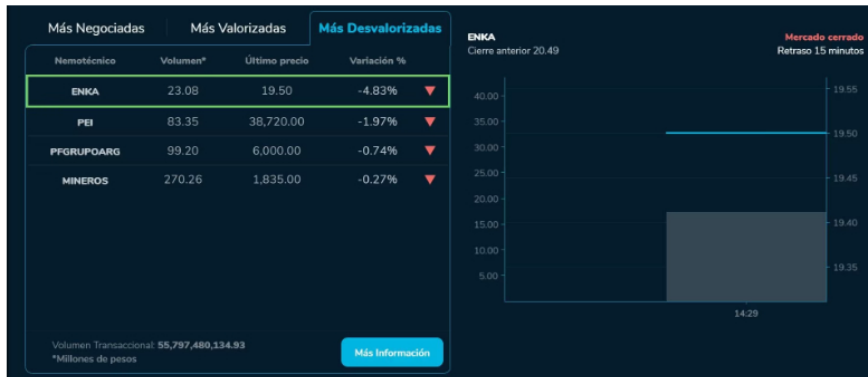 Más Negociadas Más Valorizadas Más Desvalorizadas
Nemotécnico Volumen* Último precio Variación %
ENKA 23.08 19.50 -4.83%
PEI 83.35 38,720.00 -1.97%
PFGRUPOARG 99.20 6,000.00 -0.74%
MINEROS 270.26 1,835.00 -0.27%
Volumen Transaccional: 55,797,480,134.93
*Millones de pesos
Más Información
ENKA Mercado cerrado
Cierre anterior 20.49 Retraso 15 minutos
40.00
35.00
30.00
25.00
20.00
15.00
10.00
5.00
19.55
19.50
19.45
19.40
19.35
14:29